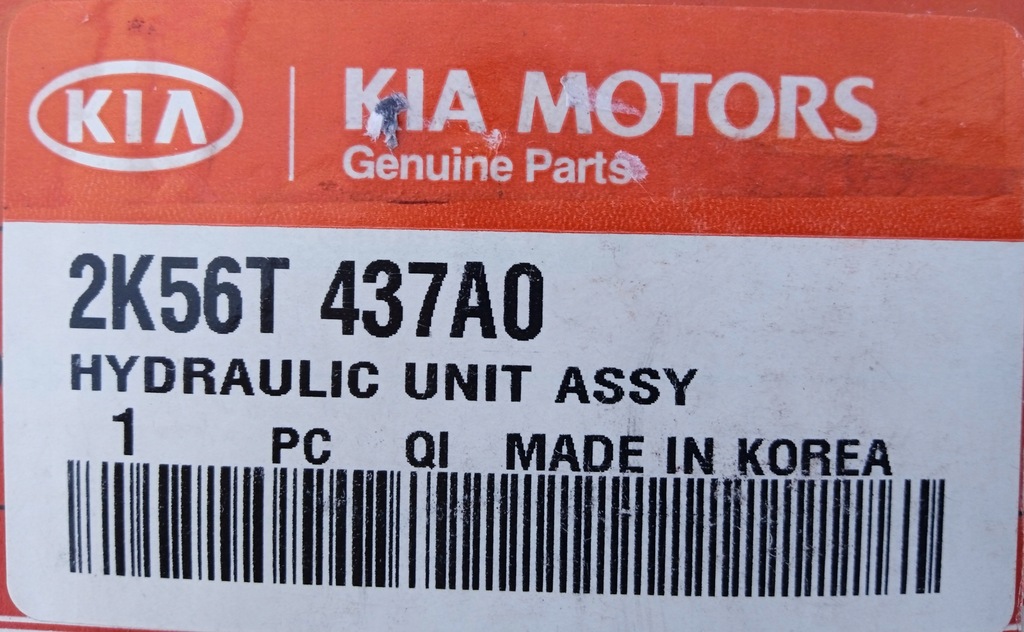 KIA
KIA MOTORS
Genuine Parts
2K56T 437A0
HYDRAULIC UNIT ASSY
1 PC QI MADE IN KOREA